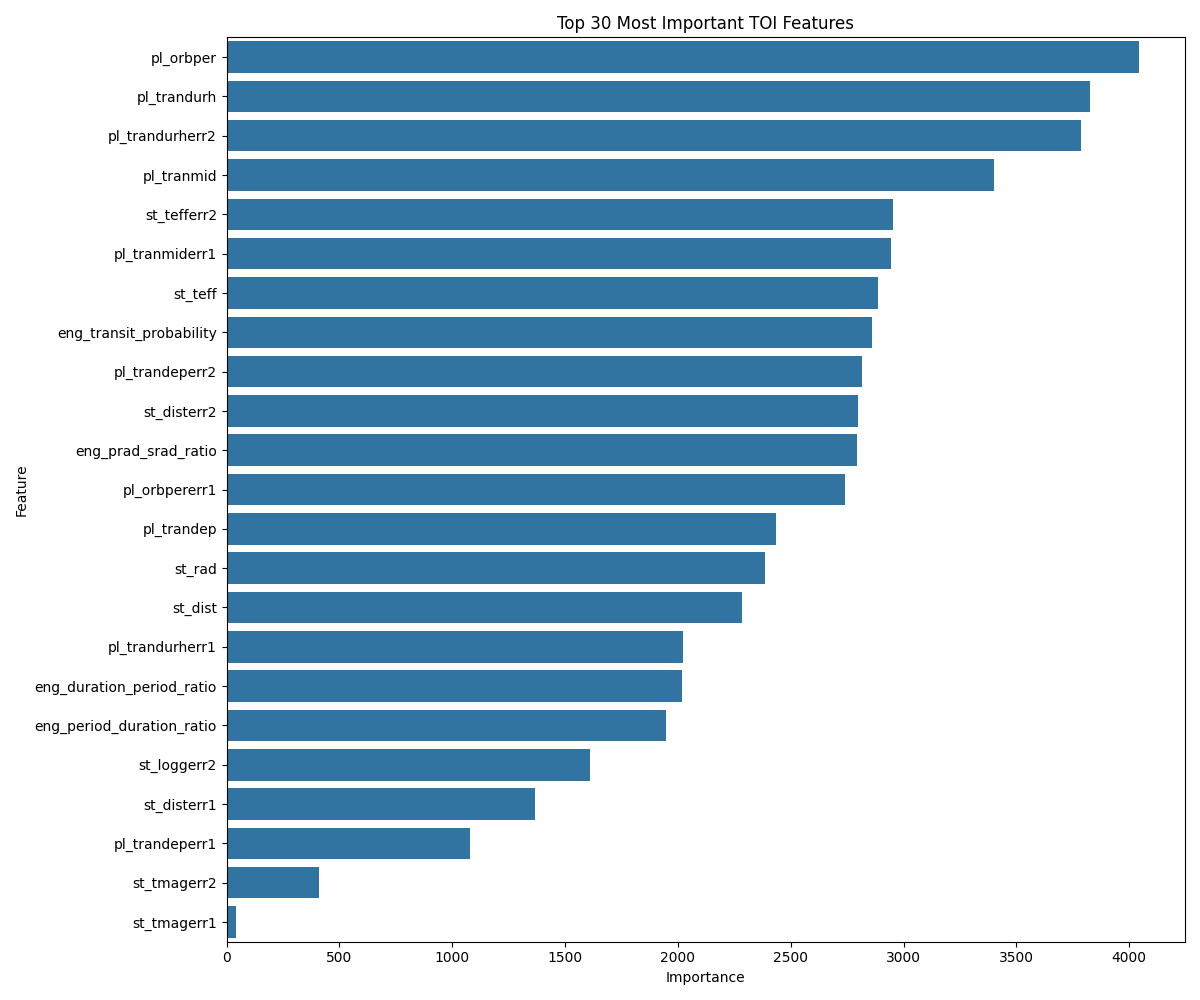 Top 30 Most Important TOI Features
pl_orbper
pl_trandurh
pl_trandurherr2
pl_tranmid
st_tefferr2
pl_tranmiderr1
st_teff
eng_transit_probability
pl_trandeperr2
st_disterr2
eng_prad_srad_ratio
pl_orbpererr1
pl_trandep
st_rad
st_dist
pl_trandurherr1
eng_duration_period_ratio
eng_period_duration_ratio
st_loggerr2
st_disterr1
pl_trandeperr1
st_tmagerr2
st_tmagerr1
Feature
0 500 1000 1500 2000 2500 3000 3500 4000
Importance